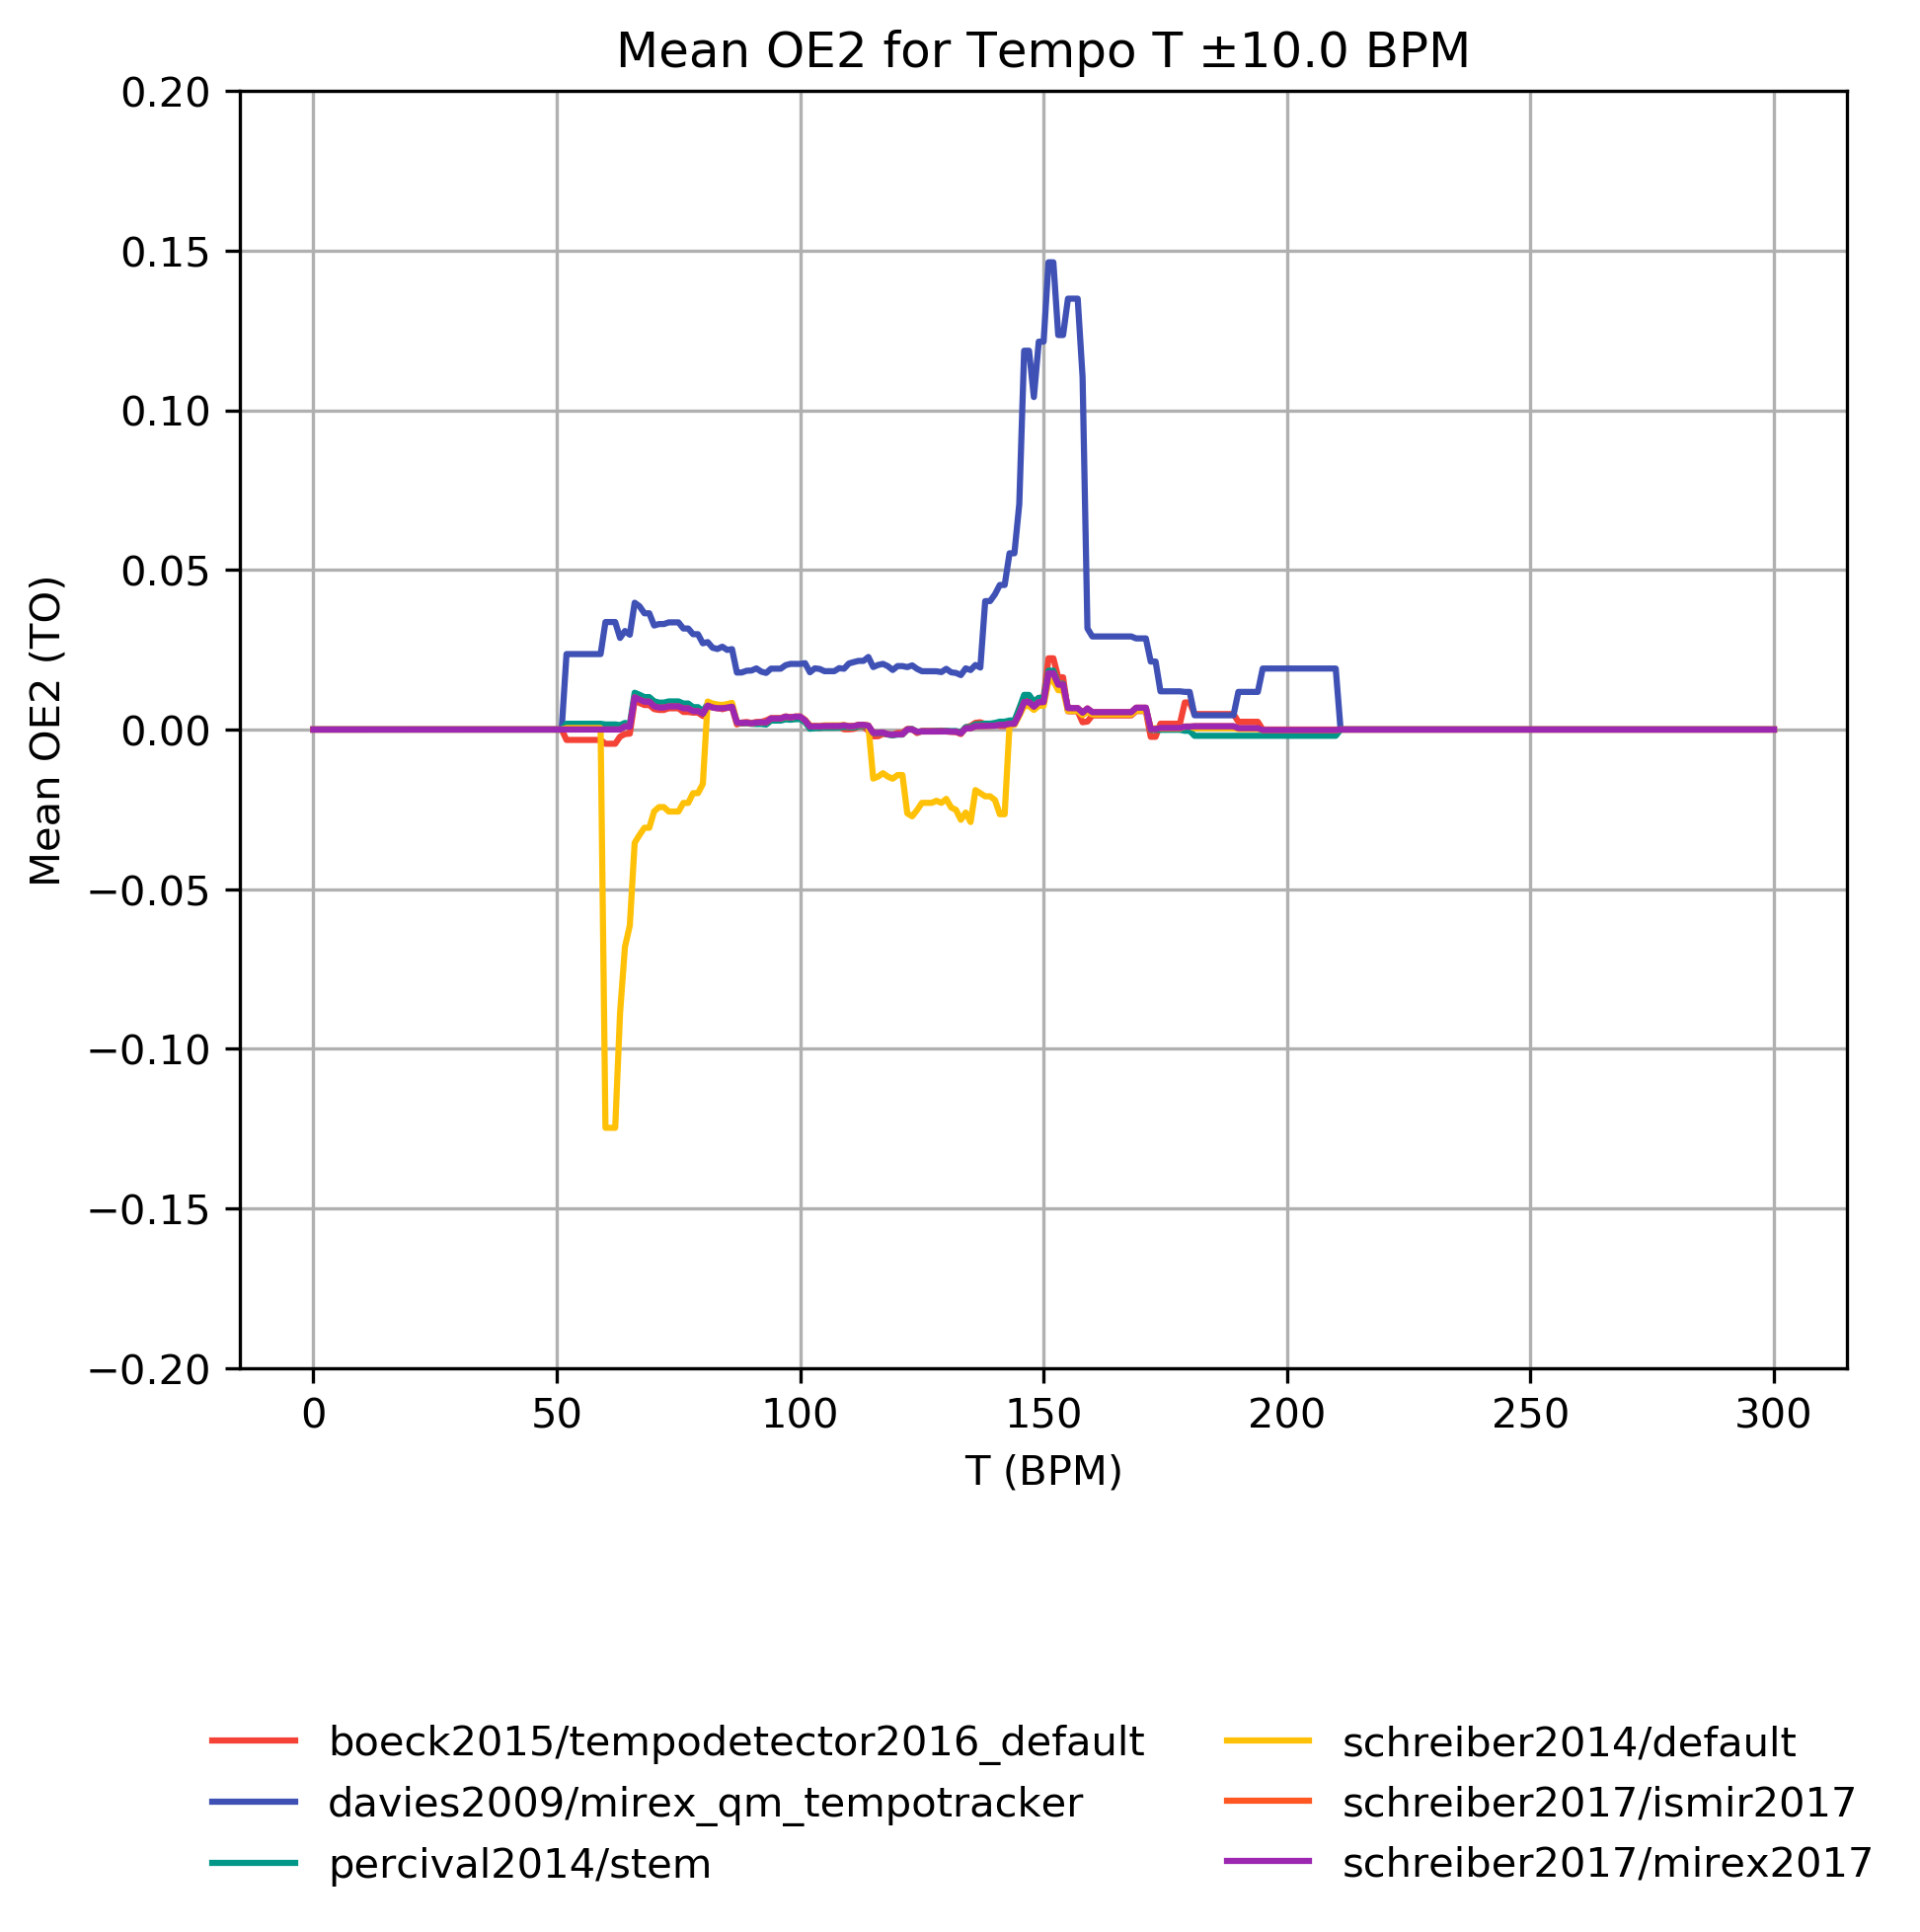 Mean OE2 for Tempo T ±10.0 BPM
0.20
0.15
0.10
0.05
0.00
−0.05
−0.10
−0.15
−0.20
Mean OE2 (TO)
0 50 100 150 200 250 300
T (BPM)
boeck2015/tempodetector2016_default
davies2009/mirex_qm_tempotracker
percival2014/stem
schreiber2014/default
schreiber2017/ismir2017
schreiber2017/mirex2017